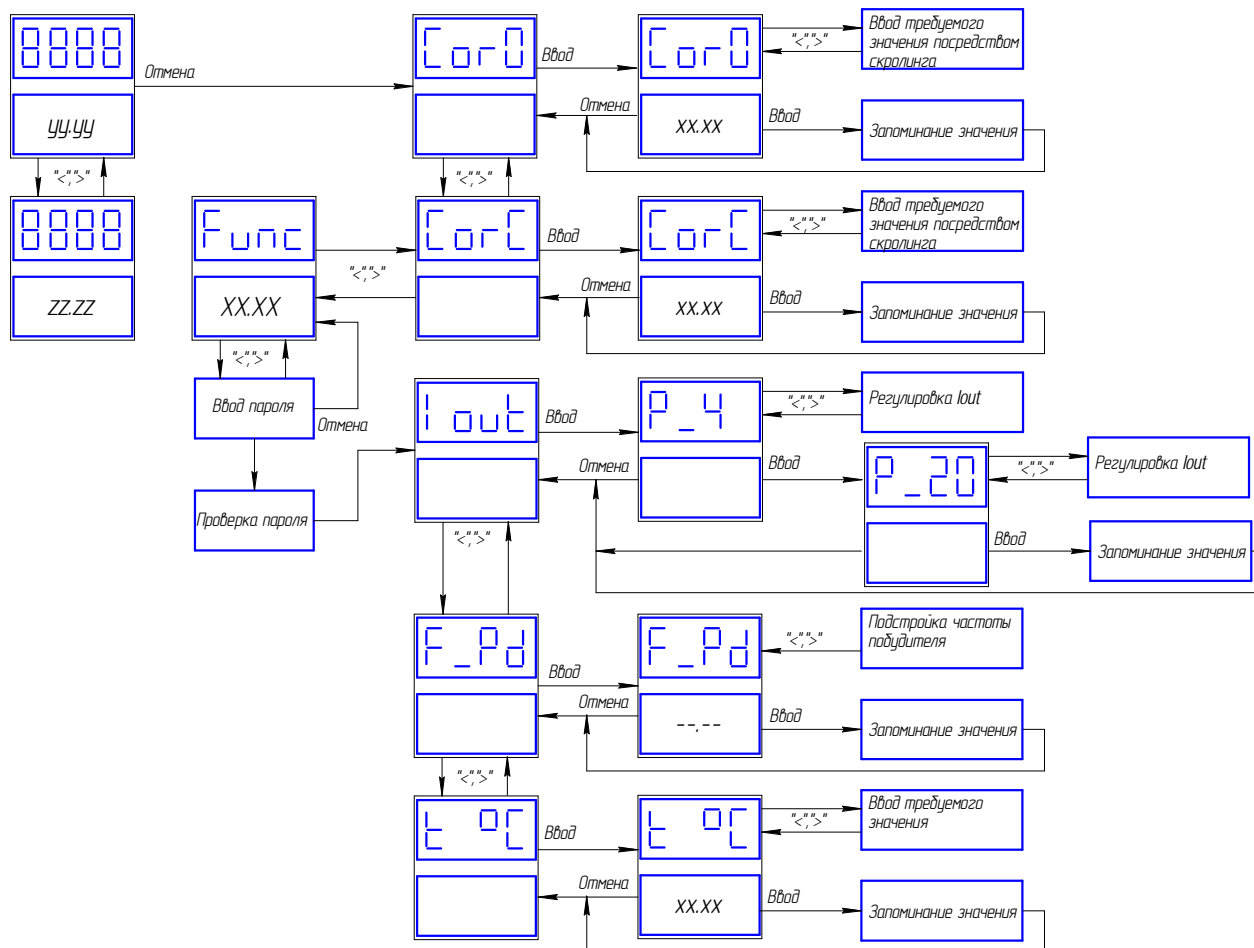 8888
Отмена
уу.уу
"<",">"
8888
ZZ.ZZ
Cor0
Ввод
Cor0
"<",">"
Ввод требуемого
значения посредством
скролинга
Отмена
XX.XX
Ввод
Запоминание значения
"<",">"
Func
XX.XX
"<",">"
CorC
Ввод
CorC
"<",">"
Ввод требуемого
значения посредством
скролинга
Отмена
XX.XX
Ввод
Запоминание значения
"<",">"
Ввод пароля
Отмена
Проверка пароля
I out
Ввод
P_4
"<",">"
Регулировка Iout
Отмена
Ввод
P_20
"<",">"
Регулировка Iout
Ввод
Запоминание значения
"<",">"
F_Pd
Ввод
F_Pd
"<",">"
Подстройка частоты
побудителя
Отмена
--.--
Ввод
Запоминание значения
"<",">"
t °C
Ввод
t °C
"<",">"
Ввод требуемого
значения
Отмена
XX.XX
Ввод
Запоминание значения